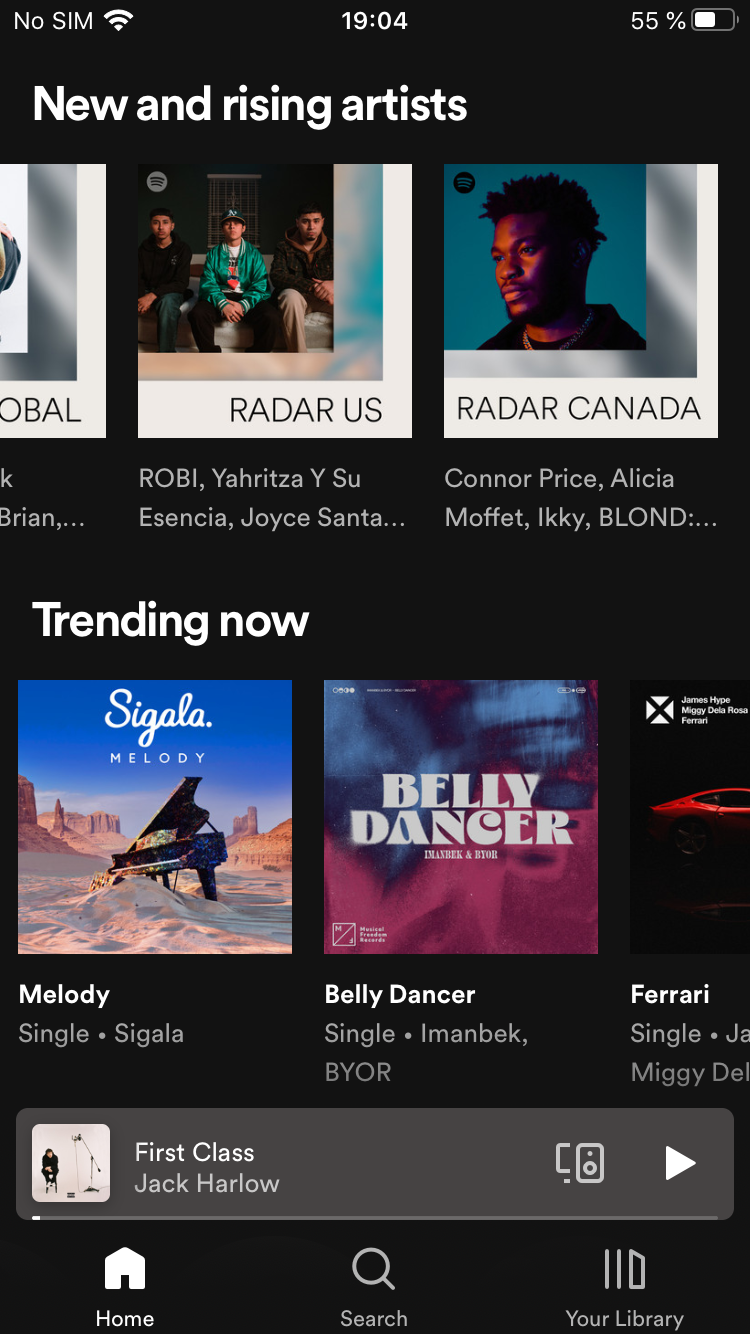 No SIM 19:04 55 %
New and rising artists
OBAL
RADAR US
RADAR CANADA
k
Brian,...
ROBI, Yahritza Y Su
Esencia, Joyce Santa...
Connor Price, Alicia
Moffet, Ikky, BLOND:...
Trending now
Sigala.
MELODY
BELLY
DANCER
IMANBEK & BYOR
M
Musical
Freedom
Records
James Hype
Miggy Dela Rosa
Ferrari
Melody
Single • Sigala
Belly Dancer
Single • Imanbek,
BYOR
Ferrari
Single • Ja
Miggy Del
First Class
Jack Harlow
Home
Search
Your Library